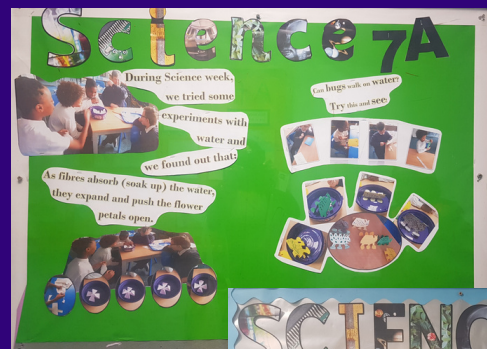 Science 7A
During Science week,
we tried some
experiments with
water and
we found out that:
As fibres absorb (soak up) the water,
they expand and push the flower
petals open.
Can bugs walk on water?
Try this and see
SCIENC